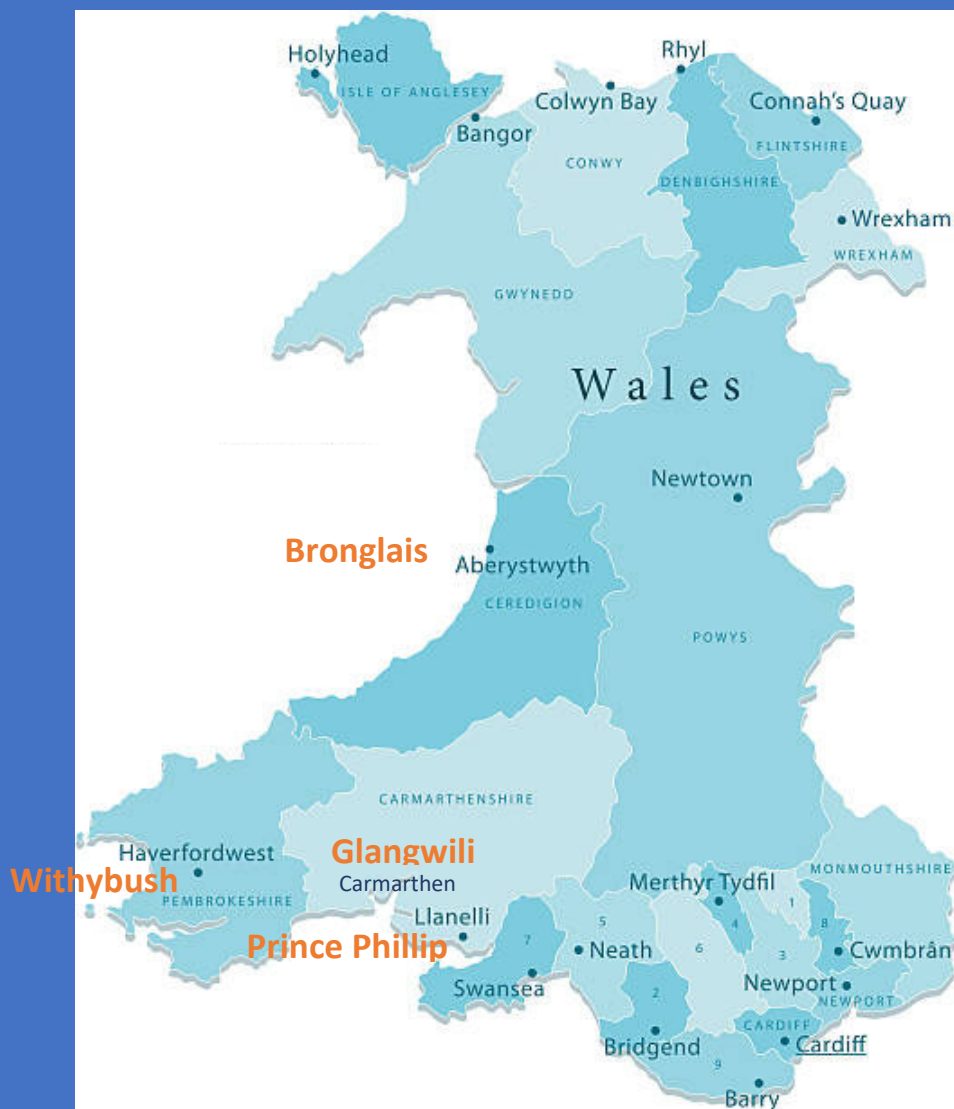 Holyhead
Rhyl
ISLE OF ANGLESEY
Colwyn Bay
Connah's Quay
Bangor
FLINTSHIRE
CONWY
DENBIGHSHIRE
Wrexham
WREXHAM
GWYNEDD
Wales
Newtown
Bronglais
Aberystwyth
CEREDIGION
POWYS
CARMARTHENSHIRE
Haverfordwest
Glangwili
MONMOUTHSHIRE
Withybush
Carmarthen
Merthyr Tydfil
PEMBROKESHIRE
1
Llanelli
5
4
8
Prince Phillip
7
Neath
6
3
Cwmbrân
Swansea
2
Newport
NEWPORT
CARDIFF
Bridgend
Cardiff
9
Barry